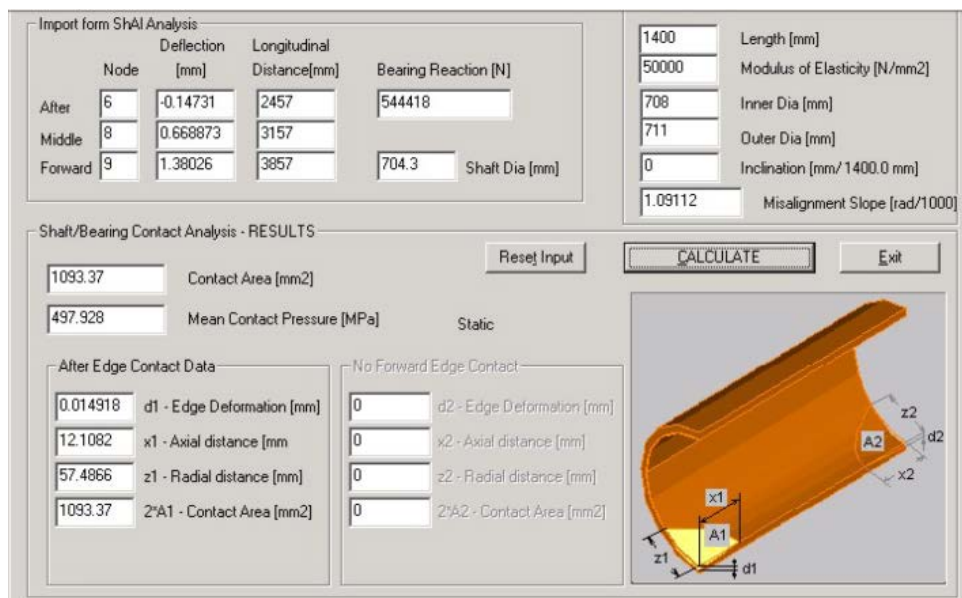 Import form ShAl Analysis
Deflection Longitudinal
Node [mm] Distance[mm] Bearing Reaction [N]
After 6 -0.14731 2457 544418
Middle 8 0.668873 3157
Forward 9 1.38026 3857 704.3 Shaft Dia [mm]
1400 Length [mm]
50000 Modulus of Elasticity [N/mm2]
708 Inner Dia [mm]
711 Outer Dia [mm]
0 Inclination [mm/ 1400.0 mm]
1.09112 Misalignment Slope [rad/1000]
Shaft/Bearing Contact Analysis - RESULTS
Reset Input CALCULATE Exit
1093.37 Contact Area [mm2]
497.928 Mean Contact Pressure [MPa] Static
After Edge Contact Data
0.014918 d1 - Edge Deformation [mm]
12.1082 x1 - Axial distance [mm
57.4866 z1 - Radial distance [mm]
1093.37 2*A1 - Contact Area [mm2]
No Forward Edge Contact
0 d2 - Edge Deformation [mm]
0 x2 - Axial distance [mm]
0 z2 - Radial distance [mm]
0 2*A2 - Contact Area [mm2]
z2
A2 d2
x2
x1
A1
z1
d1